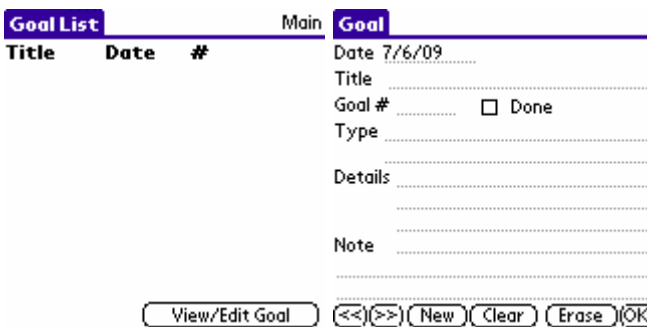 Goal List Main
Title Date #
View/Edit Goal
Goal
Date 7/6/09
Title
Goal # Done
Type
Details
Note
<< >> New Clear Erase OK